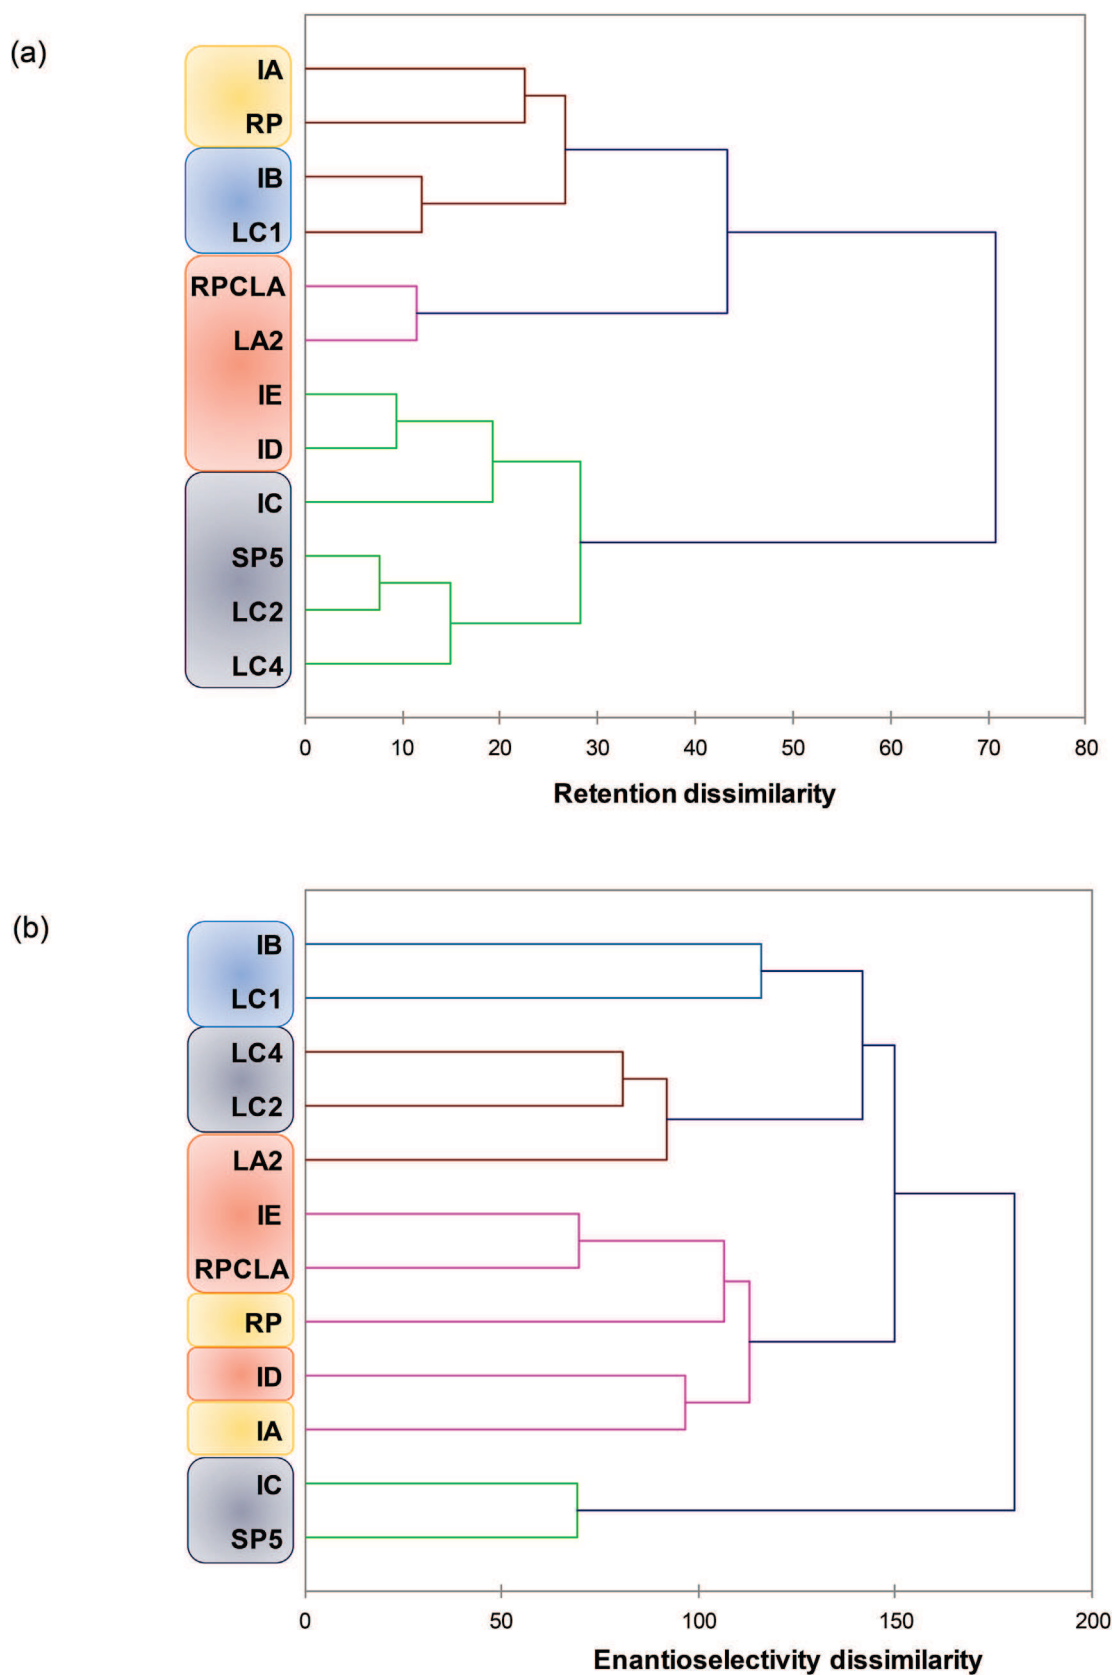 (a)
IA
RP
IB
LC1
RPCLA
LA2
IE
ID
IC
SP5
LC2
LC4
0 10 20 30 40 50 60 70 80
Retention dissimilarity
(b)
IB
LC1
LC4
LC2
LA2
IE
RPCLA
RP
ID
IA
IC
SP5
0 50 100 150 200
Enantioselectivity dissimilarity